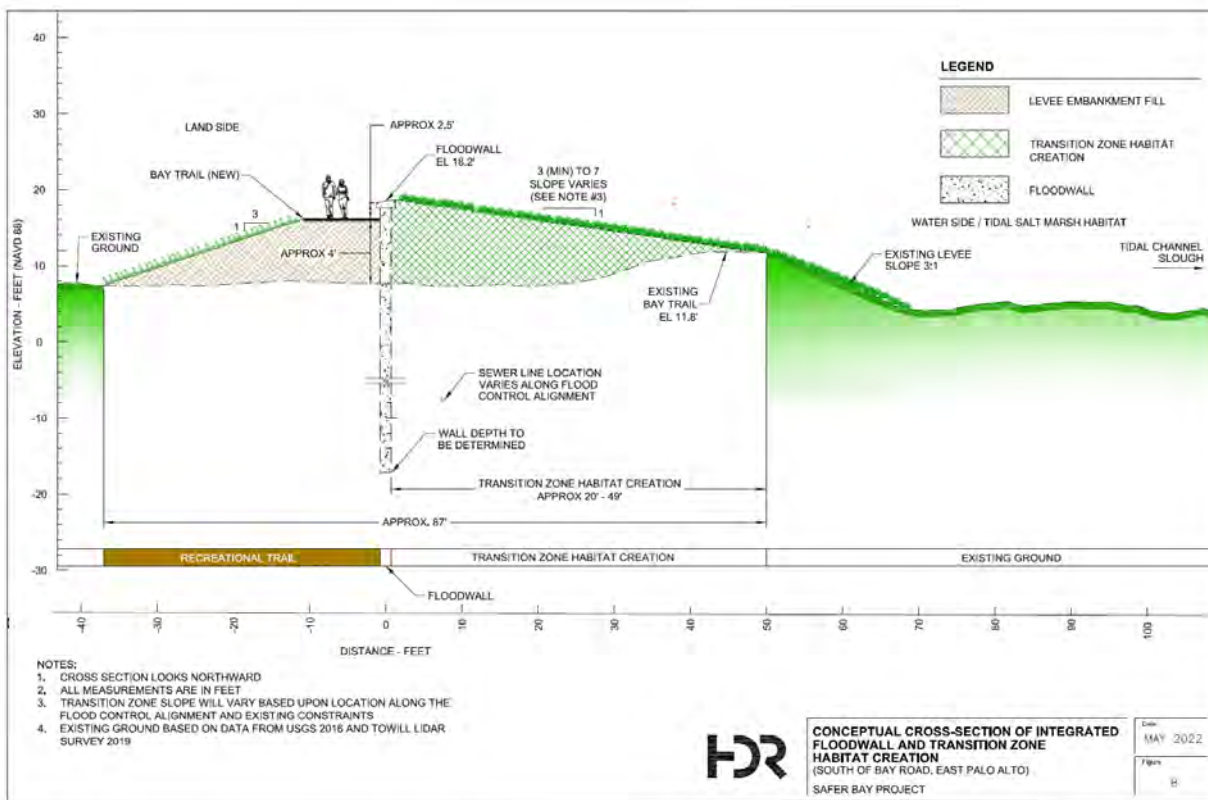 40
30
20
10
0
-10
-20
-30
ELEVATION - FEET (NAVD 88)
LEGEND
LEVEE EMBANKMENT FILL
TRANSITION ZONE HABITAT
CREATION
FLOODWALL
LAND SIDE
APPROX 2.5'
FLOODWALL
EL 18.2'
BAY TRAIL (NEW)
3 (MIN) TO 7
SLOPE VARIES
(SEE NOTE #3)
1
WATER SIDE / TIDAL SALT MARSH HABITAT
3
1
EXISTING
GROUND
APPROX 4'
EXISTING LEVEE
SLOPE 3:1
TIDAL CHANNEL
SLOUGH
EXISTING
BAY TRAIL
EL 11.8'
SEWER LINE LOCATION
VARIES ALONG FLOOD
CONTROL ALIGNMENT
WALL DEPTH TO
BE DETERMINED
TRANSITION ZONE HABITAT CREATION
APPROX 20' - 49'
APPROX. 87'
RECREATIONAL TRAIL
TRANSITION ZONE HABITAT CREATION
EXISTING GROUND
FLOODWALL
-40 -30 -20 -10 0 10 20 30 40 50 60 70 80 90 100
DISTANCE - FEET
NOTES:
1. CROSS SECTION LOOKS NORTHWARD
2. ALL MEASUREMENTS ARE IN FEET
3. TRANSITION ZONE SLOPE WILL VARY BASED UPON LOCATION ALONG THE
FLOOD CONTROL ALIGNMENT AND EXISTING CONSTRAINTS
4. EXISTING GROUND BASED ON DATA FROM USGS 2016 AND TOWILL LIDAR
SURVEY 2019
HDR
CONCEPTUAL CROSS-SECTION OF INTEGRATED
FLOODWALL AND TRANSITION ZONE
HABITAT CREATION
(SOUTH OF BAY ROAD, EAST PALO ALTO)
SAFER BAY PROJECT
Date
MAY 2022
Figure